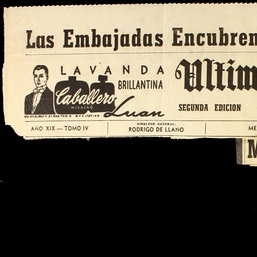 Las Embajadas Encubren
LAVANDA
BRILLANTINA
Caballero
Luan
Ultim
SEGUNDA EDICION
AÑO XIX — TOMO IV
DIRECTOR GENERAL
RODRIGO DE LLANO
ME
M